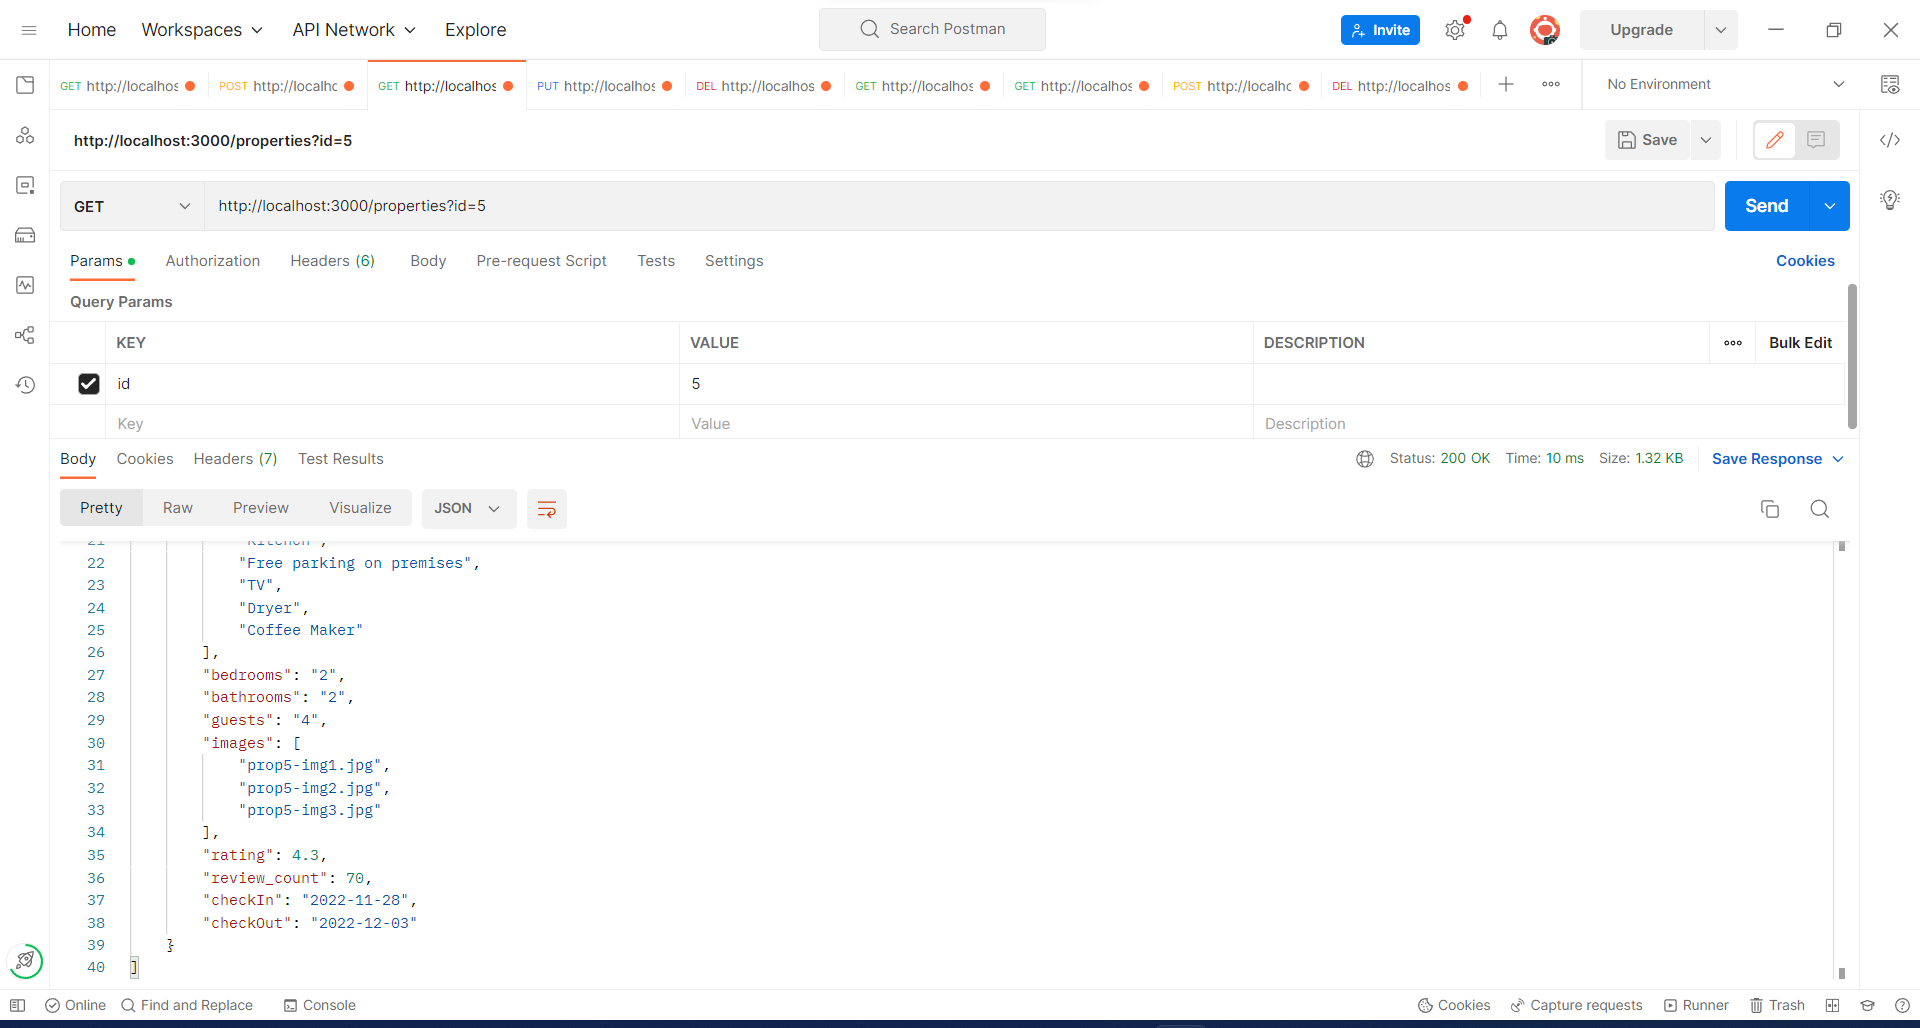 Home Workspaces API Network Explore Search Postman Invite Upgrade
GET http://localhos POST http://localhc GET http://localhos PUT http://localhos DEL http://localhos GET http://localhos GET http://localhos POST http://localhc DEL http://localhos No Environment
http://localhost:3000/properties?id=5 Save
GET http://localhost:3000/properties?id=5 Send
Params Authorization Headers (6) Body Pre-request Script Tests Settings Cookies
Query Params
KEY VALUE DESCRIPTION Bulk Edit
id 5
Key Value Description
Body Cookies Headers (7) Test Results Status: 200 OK Time: 10 ms Size: 1.32 KB Save Response
Pretty Raw Preview Visualize JSON
21 "Kitchen",
22 "Free parking on premises",
23 "TV",
24 "Dryer",
25 "Coffee Maker"
26 ],
27 "bedrooms": "2",
28 "bathrooms": "2",
29 "guests": "4",
30 "images": [
31 "prop5-img1.jpg",
32 "prop5-img2.jpg",
33 "prop5-img3.jpg"
34 ],
35 "rating": 4.3,
36 "review_count": 70,
37 "checkIn": "2022-11-28",
38 "checkOut": "2022-12-03"
39 }
40 ]
Online Find and Replace Console Cookies Capture requests Runner Trash